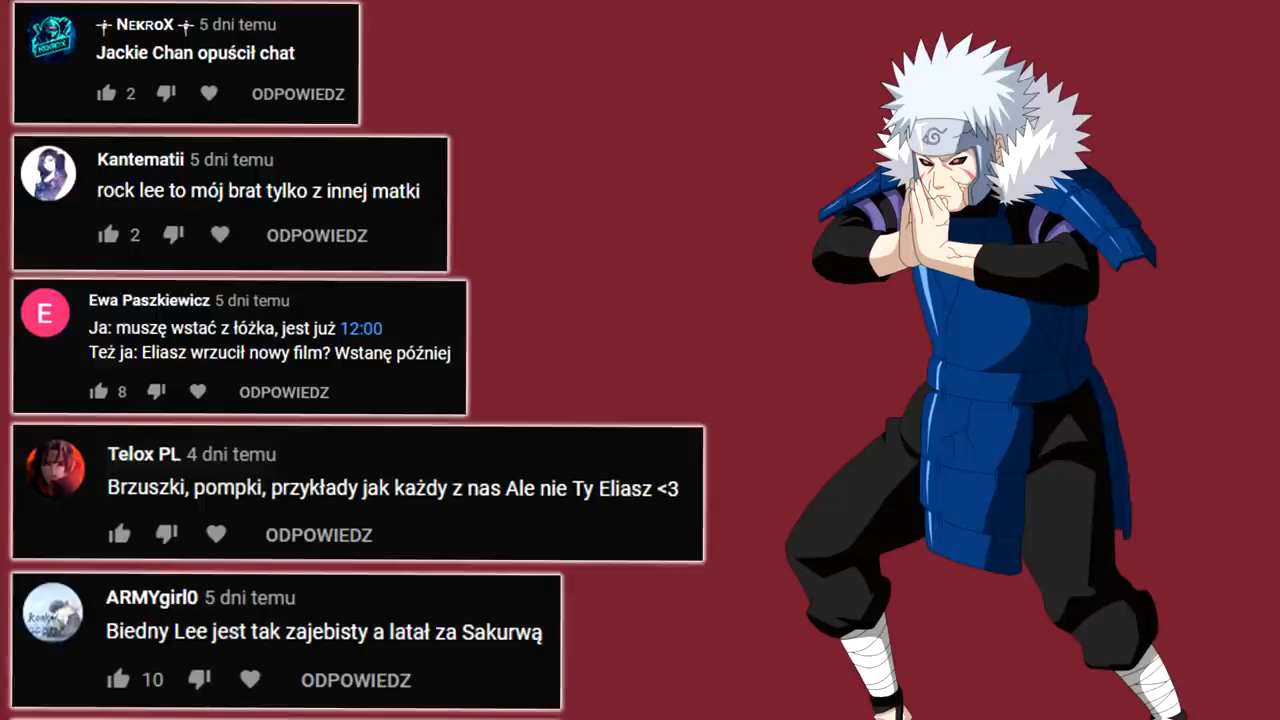 NEKROX 5 dni temu
Jackie Chan opuścił chat
2 ODPOWIEDZ
Kantematii 5 dni temu
rock lee to mój brat tylko z innej matki
2 ODPOWIEDZ
E
Ewa Paszkiewicz 5 dni temu
Ja: muszę wstać z łóżka, jest już 12:00
Też ja: Eliasz wrzucił nowy film? Wstanę później
8 ODPOWIEDZ
Telox PL 4 dni temu
Brzuszki, pompki, przykłady jak każdy z nas Ale nie Ty Eliasz <3
ODPOWIEDZ
ARMYgirl0 5 dni temu
Biedny Lee jest tak zajebisty a latał za Sakurwą
10 ODPOWIEDZ